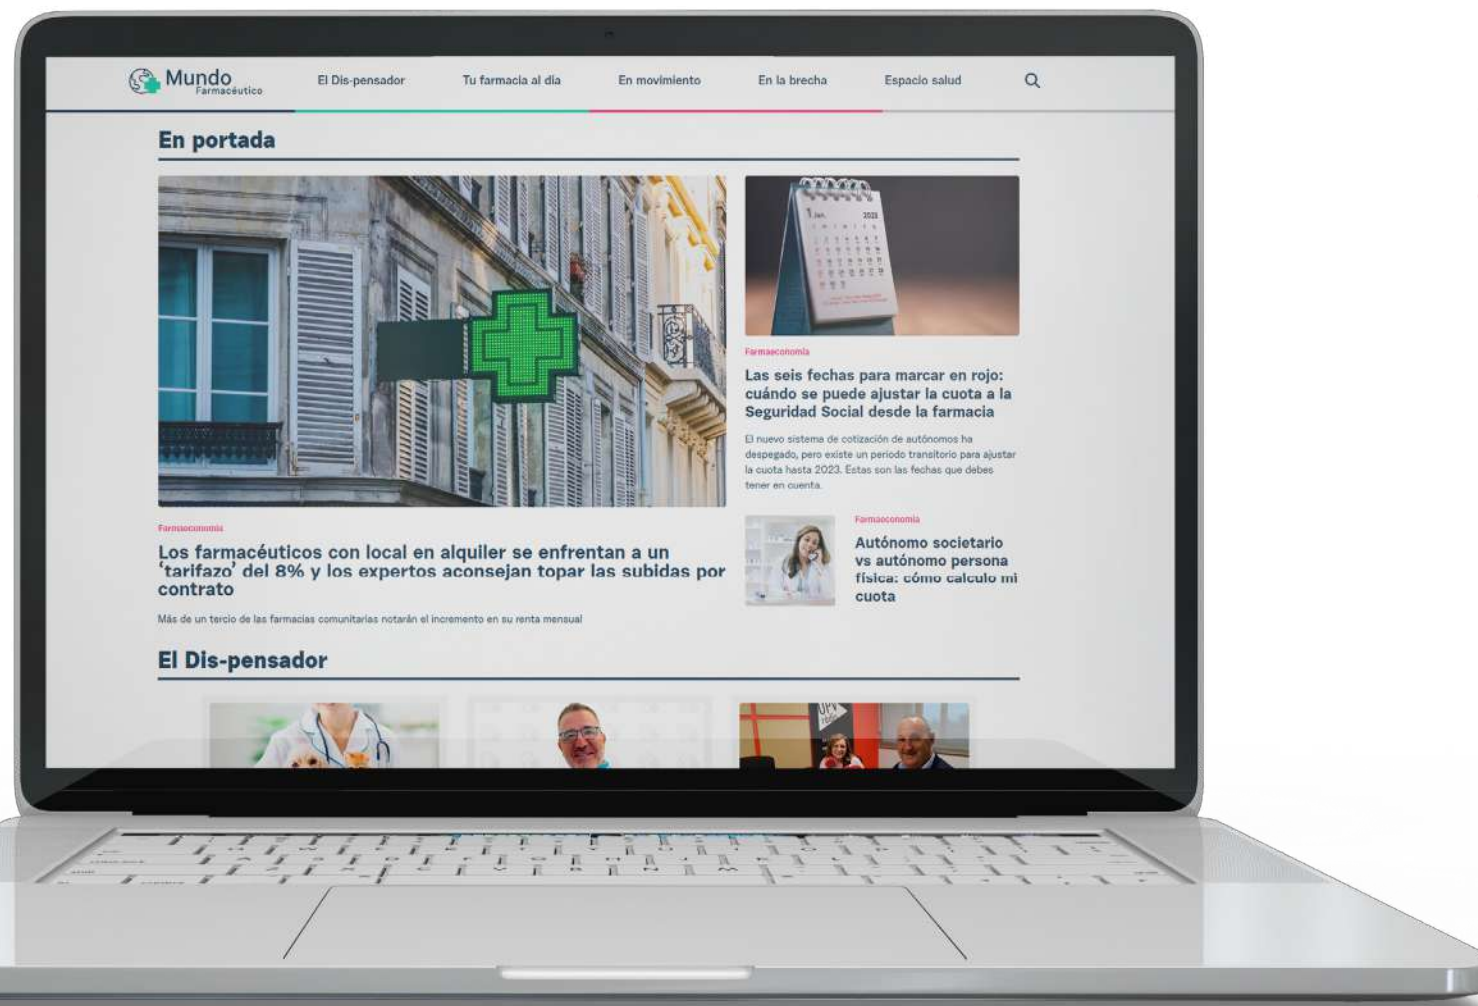 Mundo
Farmacéutico
El Dis-pensador
Tu farmacia al día
En movimiento
En la brecha
Espacio salud
En portada
1 Jan. 2023
Farmaeconomía
Las seis fechas para marcar en rojo:
cuándo se puede ajustar la cuota a la
Seguridad Social desde la farmacia
El nuevo sistema de cotización de autónomos ha
despegado, pero existe un periodo transitorio para ajustar
la cuota hasta 2023. Estas son las fechas que debes
tener en cuenta.
Farmaeconomía
Autónomo societario
vs autónomo persona
física: cómo calculo mi
cuota
Farmaeconomía
Los farmacéuticos con local en alquiler se enfrentan a un
‘tarifazo’ del 8% y los expertos aconsejan topar las subidas por
contrato
Más de un tercio de las farmacias comunitarias notarán el incremento en su renta mensual
El Dis-pensador
UPV